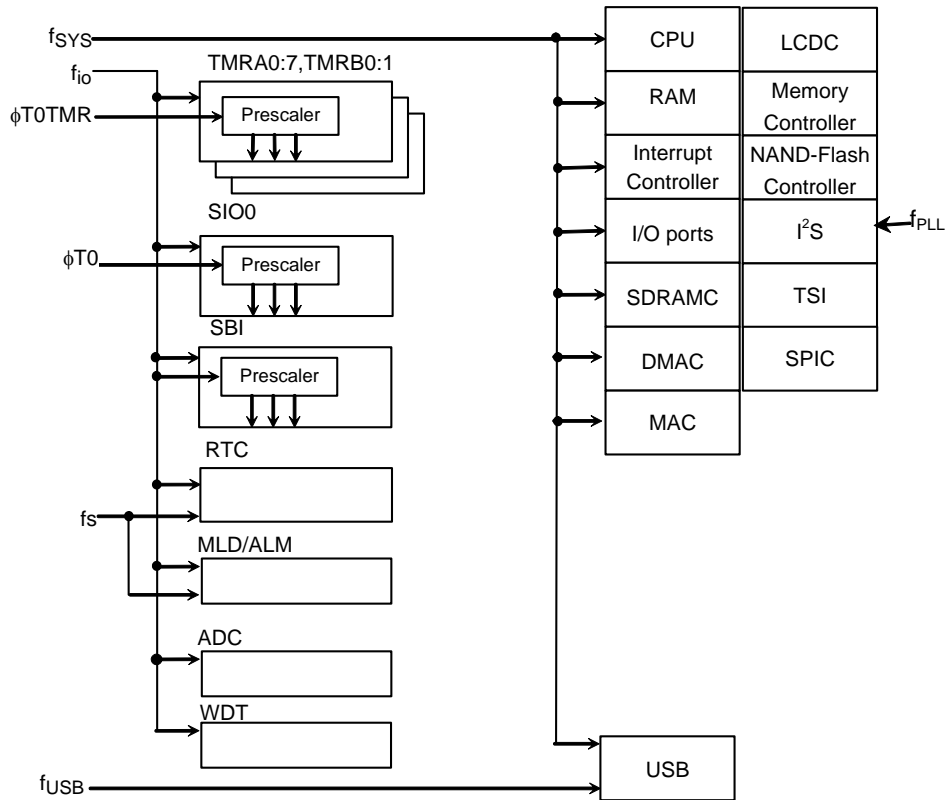 fSYS
fio
ϕT0TMR
TMRA0:7,TMRB0:1
Prescaler
SIO0
ϕT0
Prescaler
SBI
Prescaler
RTC
fs
MLD/ALM
ADC
WDT
fUSB
CPU
LCDC
RAM
Memory
Controller
Interrupt
Controller
NAND-Flash
Controller
I/O ports
I²S
fPLL
SDRAMC
TSI
DMAC
SPIC
MAC
USB